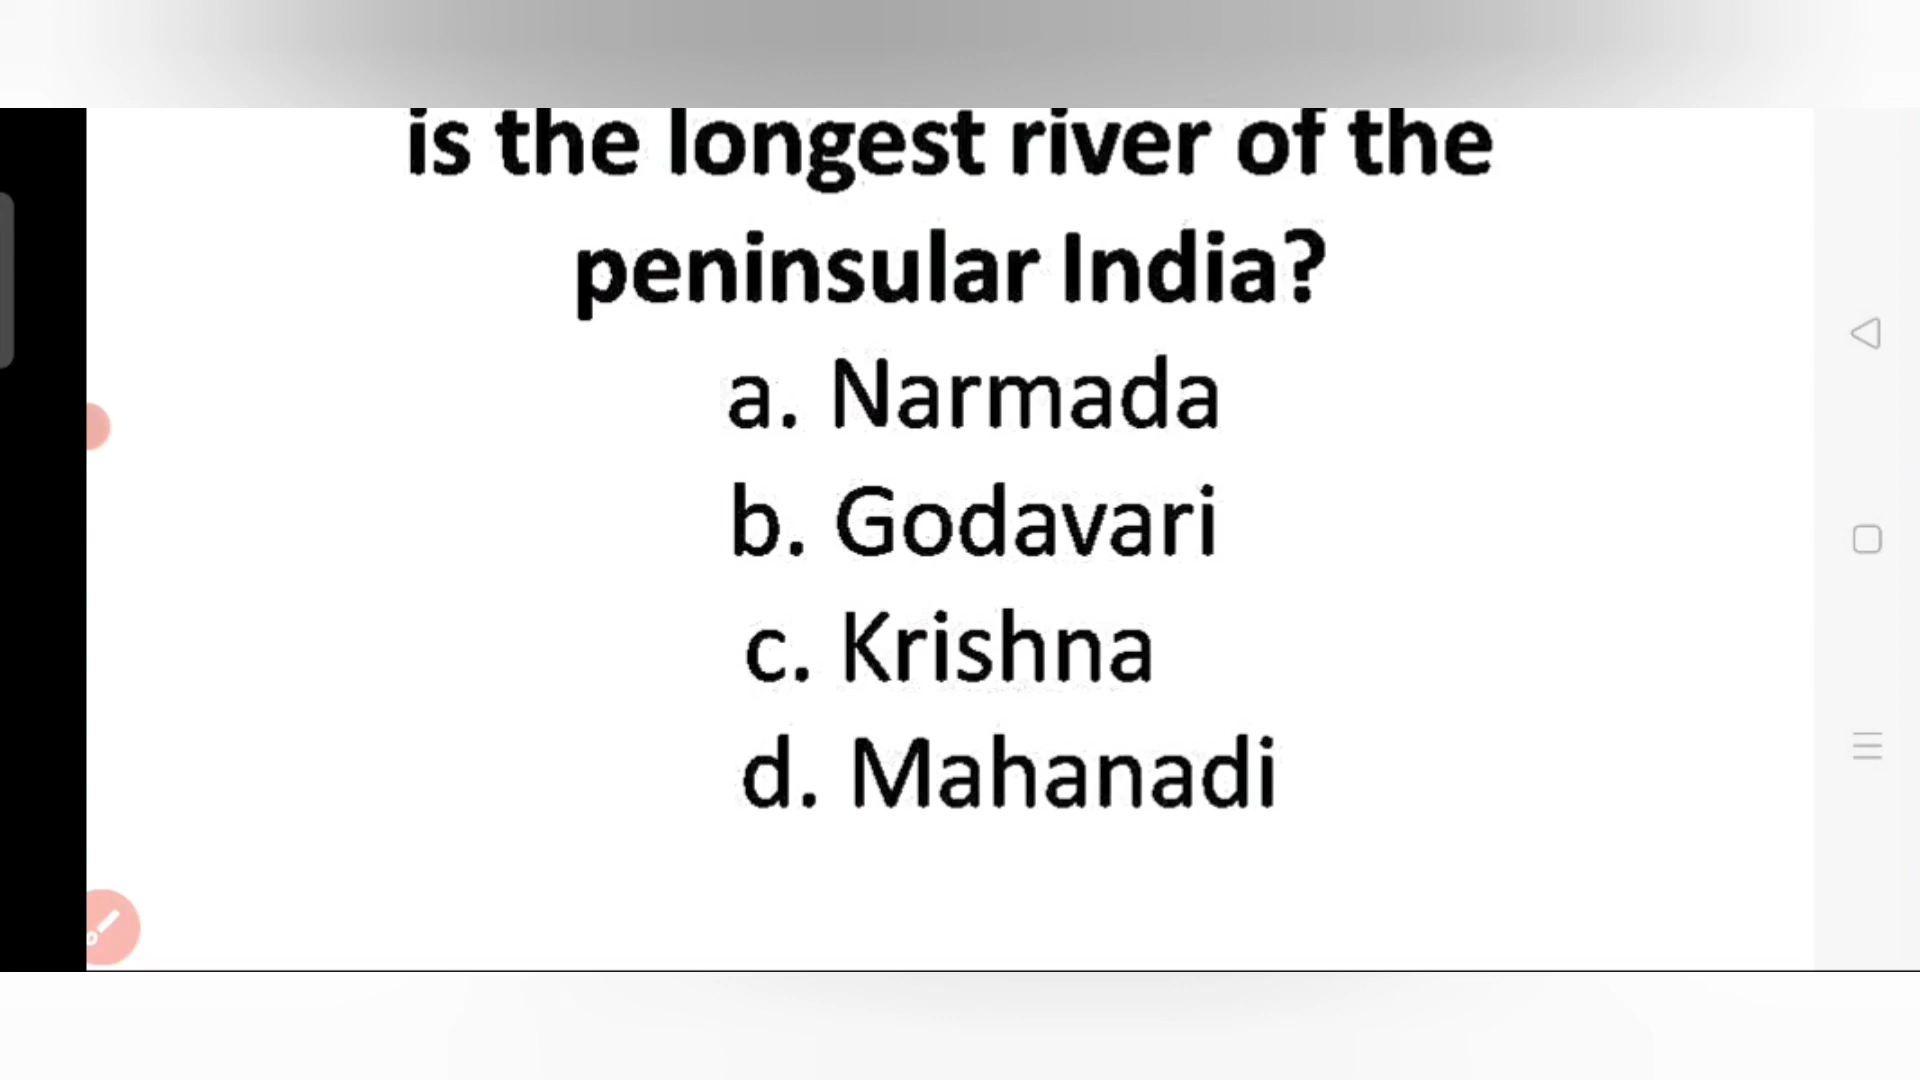 is the longest river of the
peninsular India?
a. Narmada
b. Godavari
c. Krishna
d. Mahanadi